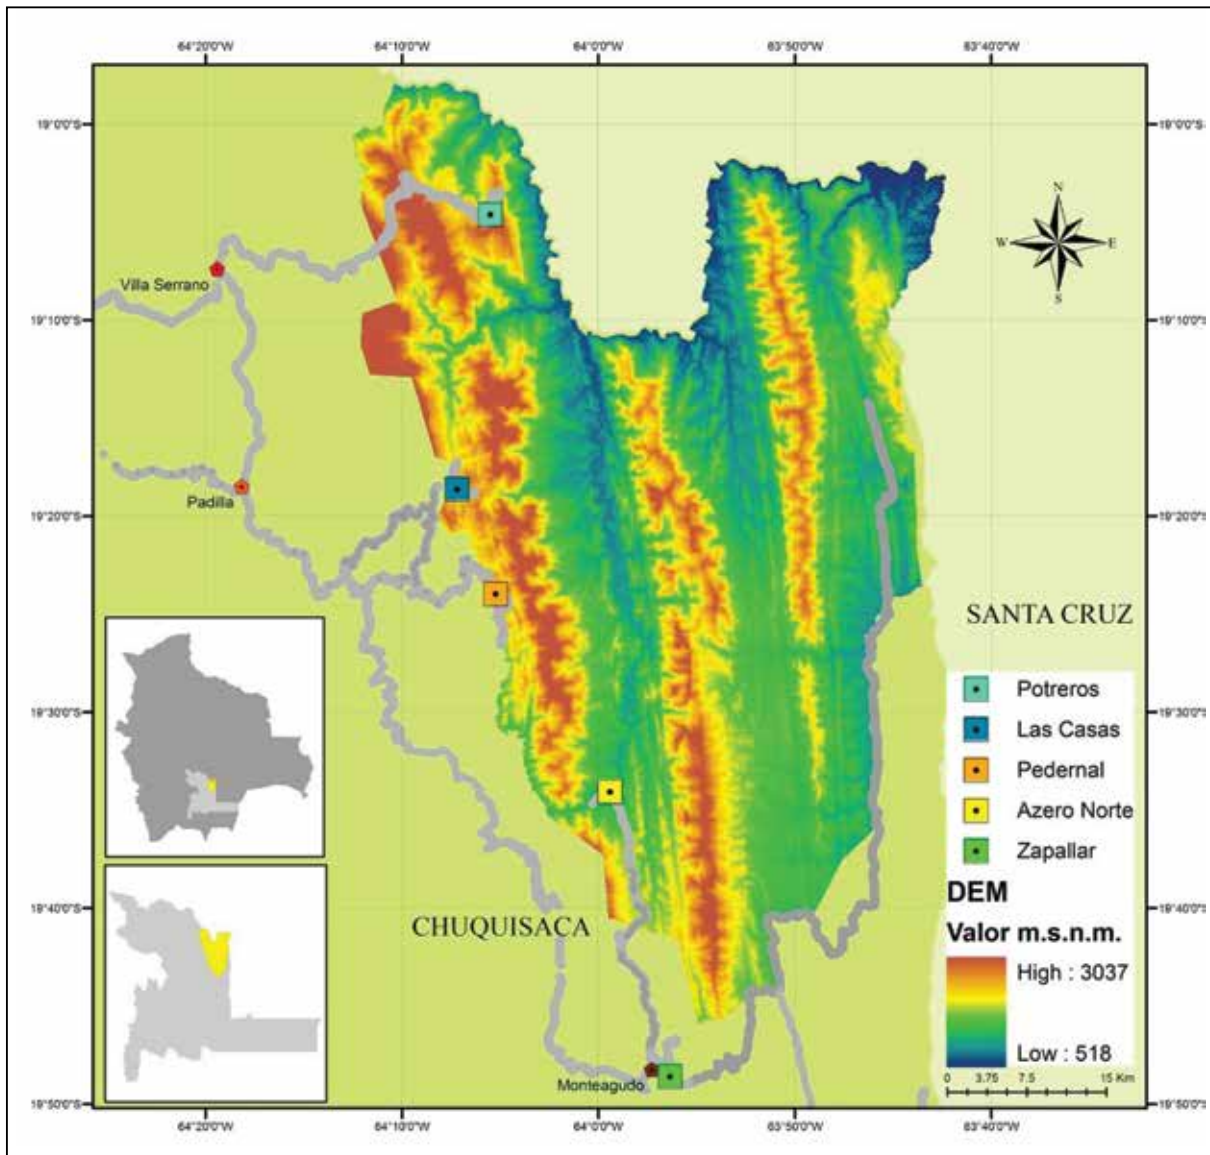 64°20'0"W 64°10'0"W 64°0'0"W 63°50'0"W 63°40'0"W
19°0'0"S 19°0'0"S
N
W E
S
Villa Serrano
19°10'0"S 19°10'0"S
Padilla
19°20'0"S 19°20'0"S
SANTA CRUZ
Potreros
19°30'0"S 19°30'0"S
Las Casas
Pedernal
Azero Norte
Zapallar
19°40'0"S 19°40'0"S
CHUQUISACA
DEM
Valor m.s.n.m.
High : 3037
Low : 518
0 3.75 7.5 15 Km
Monteagudo
19°50'0"S 19°50'0"S
64°20'0"W 64°10'0"W 64°0'0"W 63°50'0"W 63°40'0"W